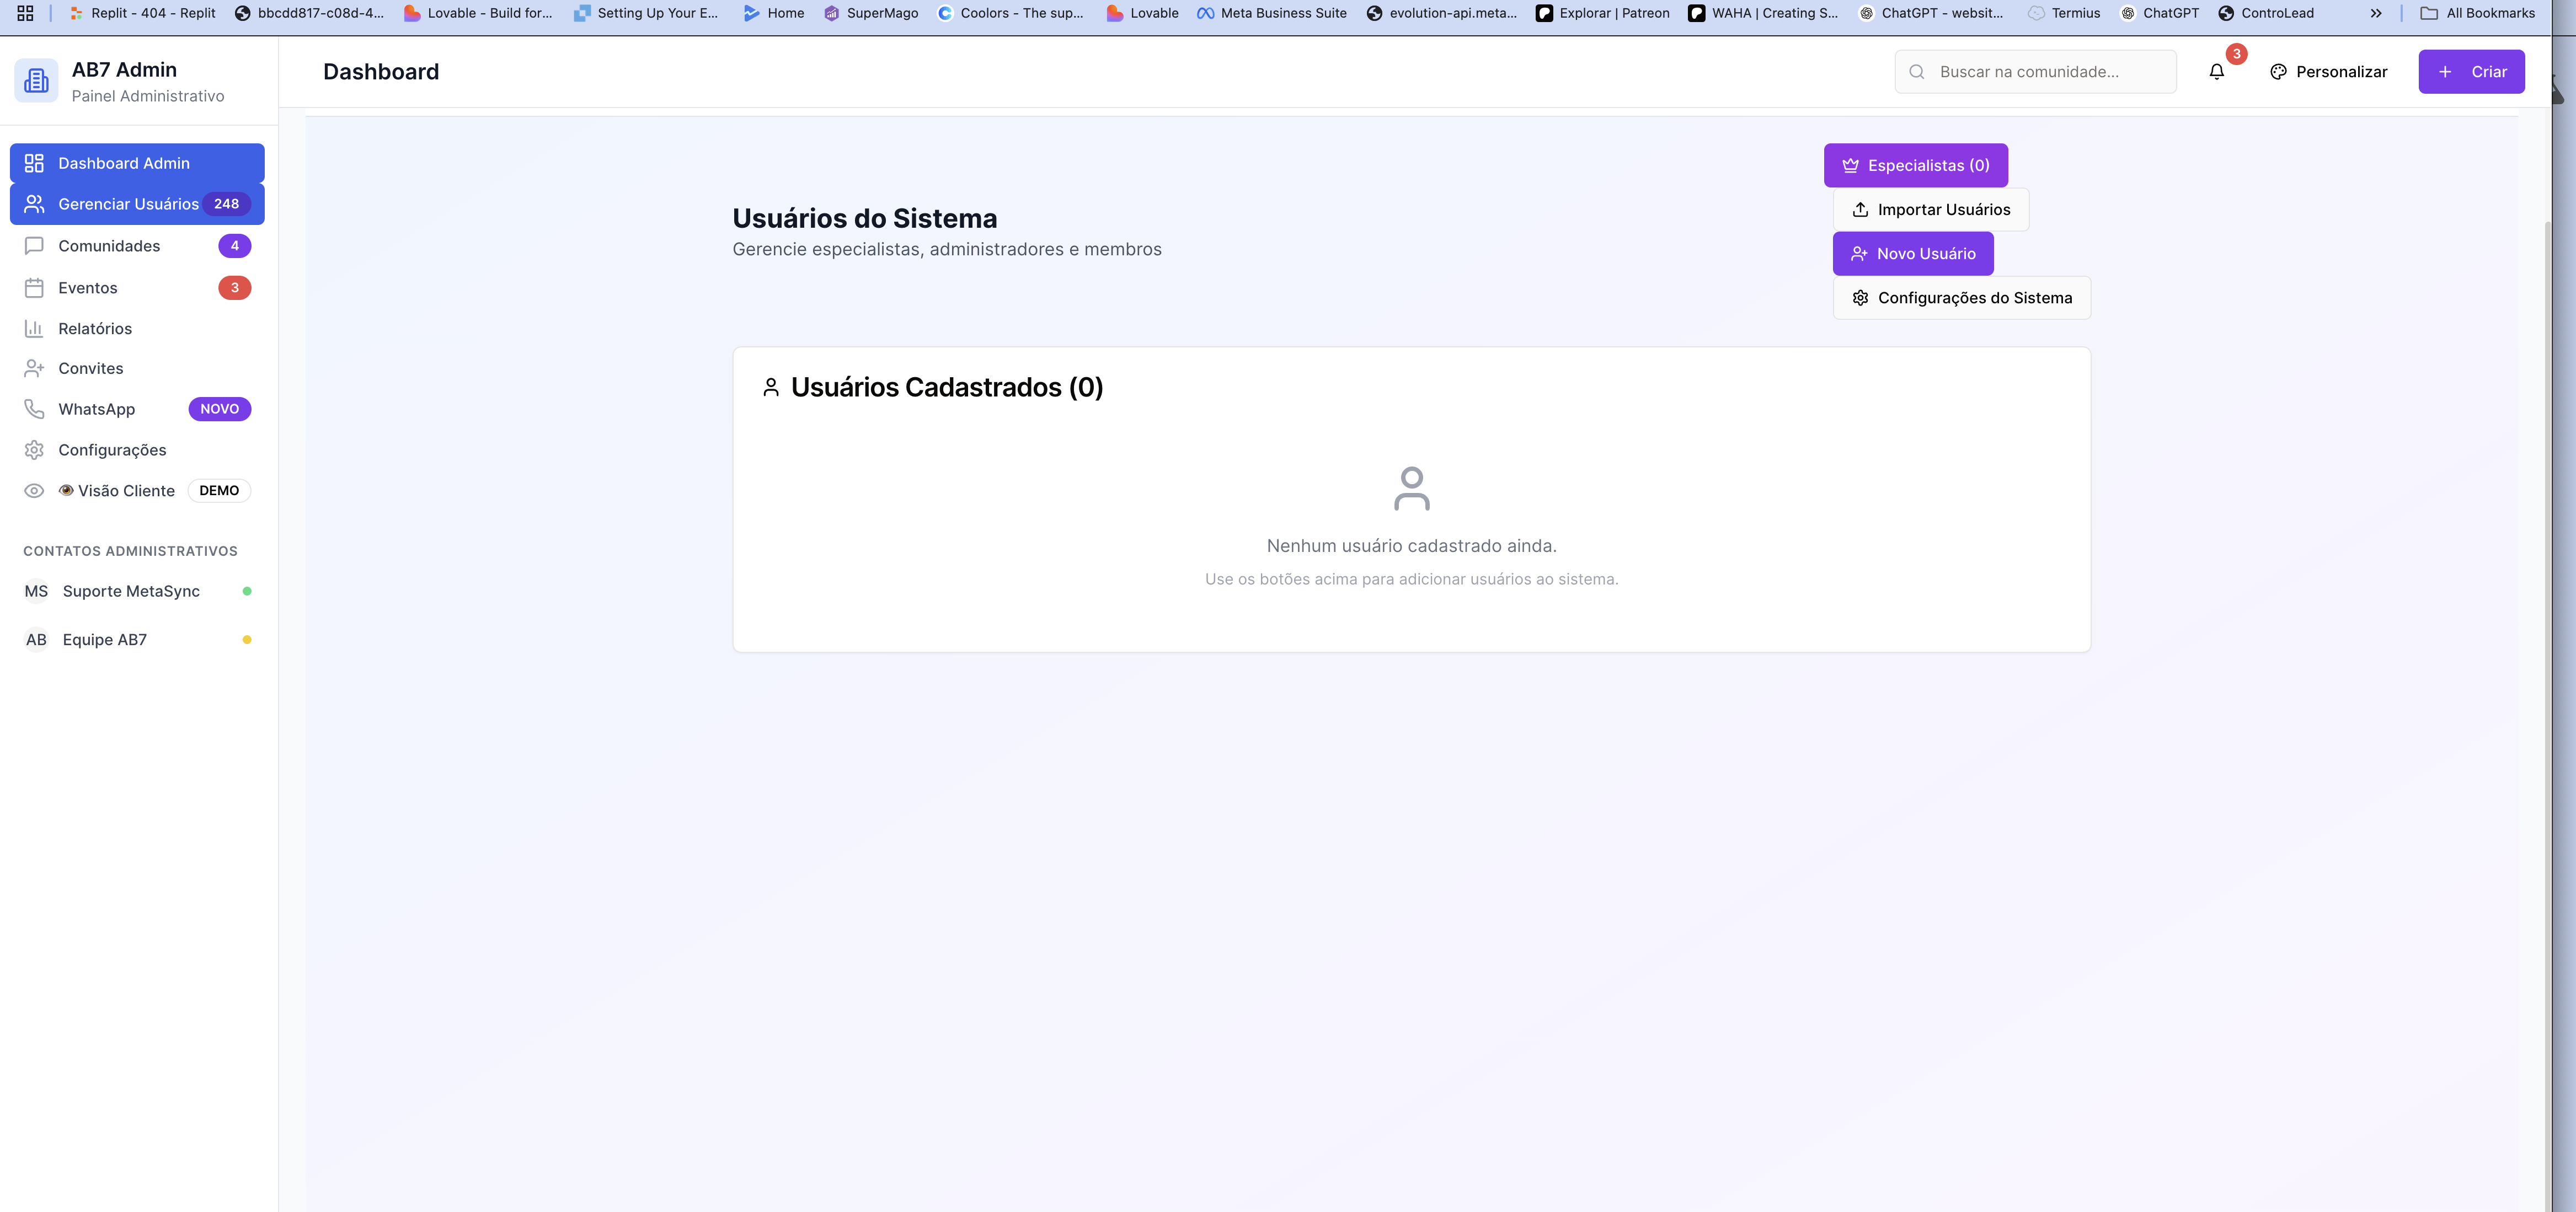 Replit - 404 - Replit
bbcdd817-c08d-4...
Lovable - Build for...
Setting Up Your E...
Home
SuperMago
Coolors - The sup...
Lovable
Meta Business Suite
evolution-api.meta...
Explorar | Patreon
WAHA | Creating S...
ChatGPT - websit...
Termius
ChatGPT
ControLead
All Bookmarks
AB7 Admin
Painel Administrativo
Dashboard
Buscar na comunidade...
3
Personalizar
Criar
Dashboard Admin
Gerenciar Usuários 248
Comunidades 4
Eventos 3
Relatórios
Convites
WhatsApp NOVO
Configurações
Visão Cliente DEMO
CONTATOS ADMINISTRATIVOS
MS Suporte MetaSync
AB Equipe AB7
Usuários do Sistema
Gerencie especialistas, administradores e membros
Especialistas (0)
Importar Usuários
Novo Usuário
Configurações do Sistema
Usuários Cadastrados (0)
Nenhum usuário cadastrado ainda.
Use os botões acima para adicionar usuários ao sistema.